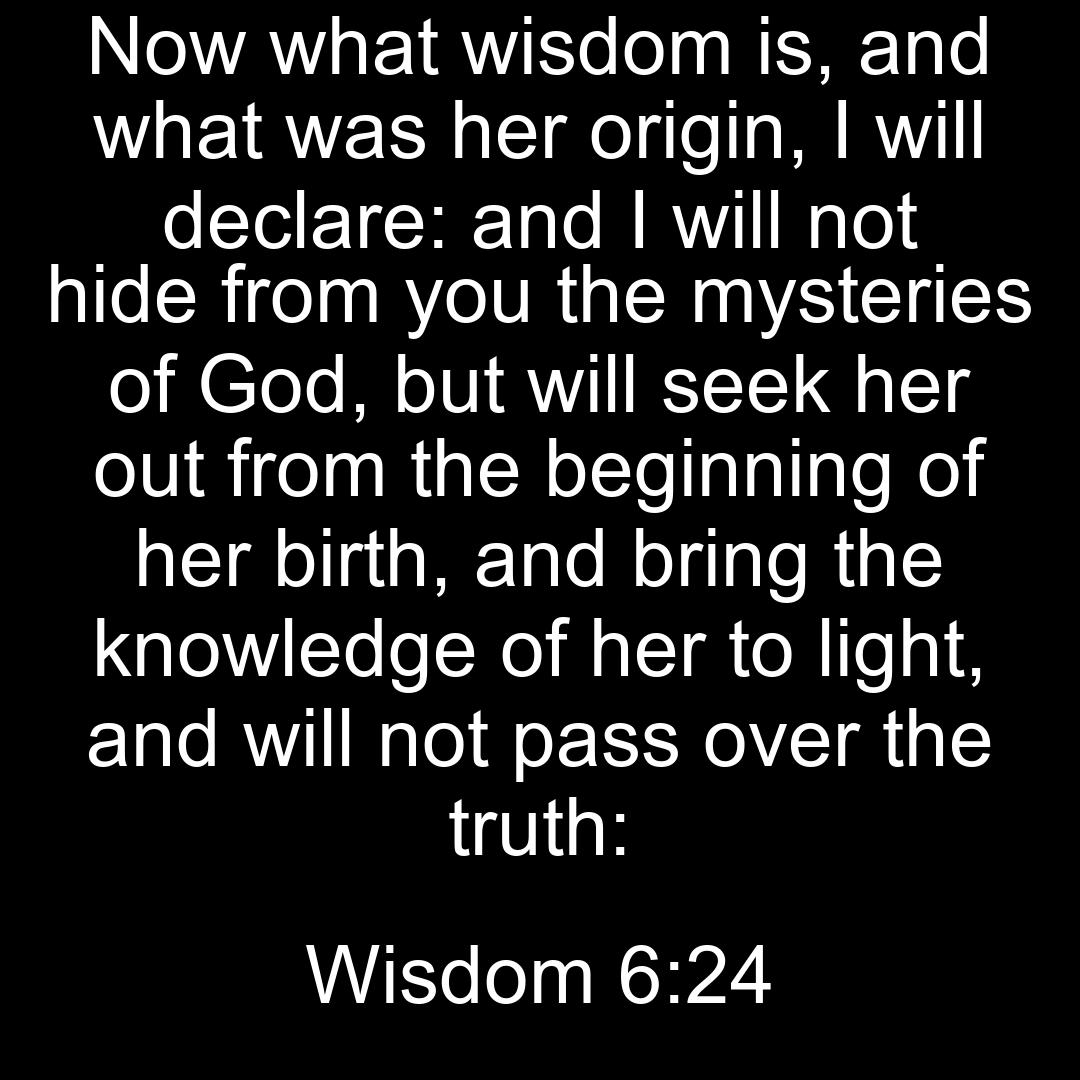 Now what wisdom is, and
what was her origin, I will
declare: and I will not
hide from you the mysteries
of God, but will seek her
out from the beginning of
her birth, and bring the
knowledge of her to light,
and will not pass over the
truth:
Wisdom 6:24